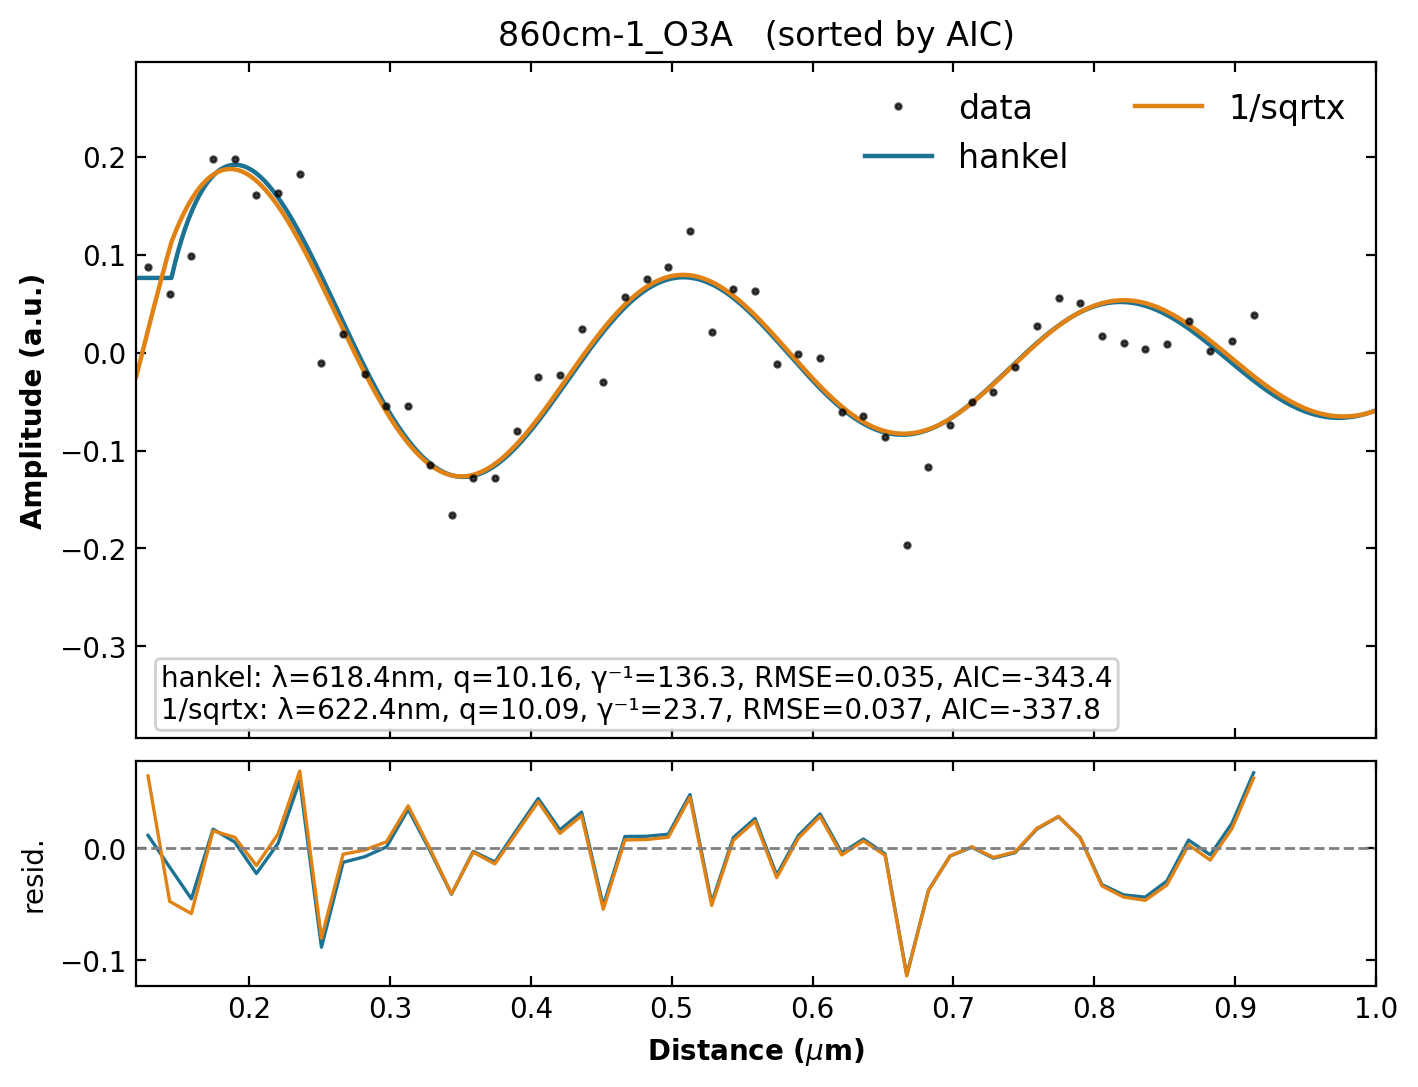 860cm-1_O3A (sorted by AIC)
data
hankel
1/sqrtx
Amplitude (a.u.)
0.2
0.1
0.0
−0.1
−0.2
−0.3
hankel: λ=618.4nm, q=10.16, γ⁻¹=136.3, RMSE=0.035, AIC=-343.4
1/sqrtx: λ=622.4nm, q=10.09, γ⁻¹=23.7, RMSE=0.037, AIC=-337.8
resid.
0.0
−0.1
0.2 0.3 0.4 0.5 0.6 0.7 0.8 0.9 1.0
Distance (μm)